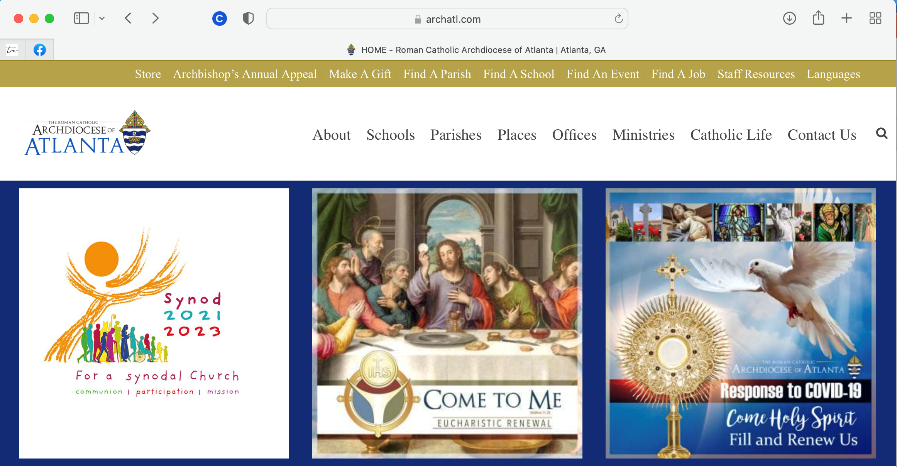 archatl.com
HOME - Roman Catholic Archdiocese of Atlanta | Atlanta, GA
Store Archbishop's Annual Appeal Make A Gift Find A Parish Find A School Find An Event Find A Job Staff Resources Languages
THE ROMAN CATHOLIC
ARCHDIOCESE OF
ATLANTA
About Schools Parishes Places Offices Ministries Catholic Life Contact Us
Synod
2021
2023
For a synodal Church
communion | participation | mission
IHS
COME TO ME
EUCHARISTIC RENEWAL
THE ROMAN CATHOLIC
ARCHDIOCESE OF ATLANTA
Response to COVID-19
Come Holy Spirit
Fill and Renew Us